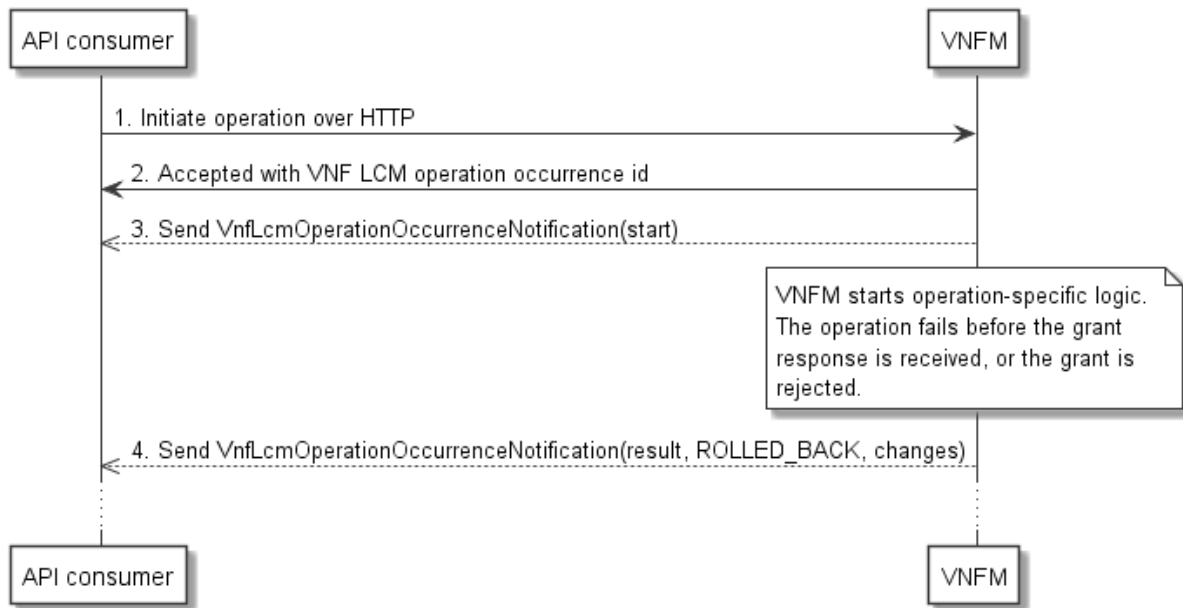 API consumer
VNFM
1. Initiate operation over HTTP
2. Accepted with VNF LCM operation occurrence id
3. Send VnfLcmOperationOccurrenceNotification(start)
VNFM starts operation-specific logic.
The operation fails before the grant
response is received, or the grant is
rejected.
4. Send VnfLcmOperationOccurrenceNotification(result, ROLLED_BACK, changes)
API consumer
VNFM